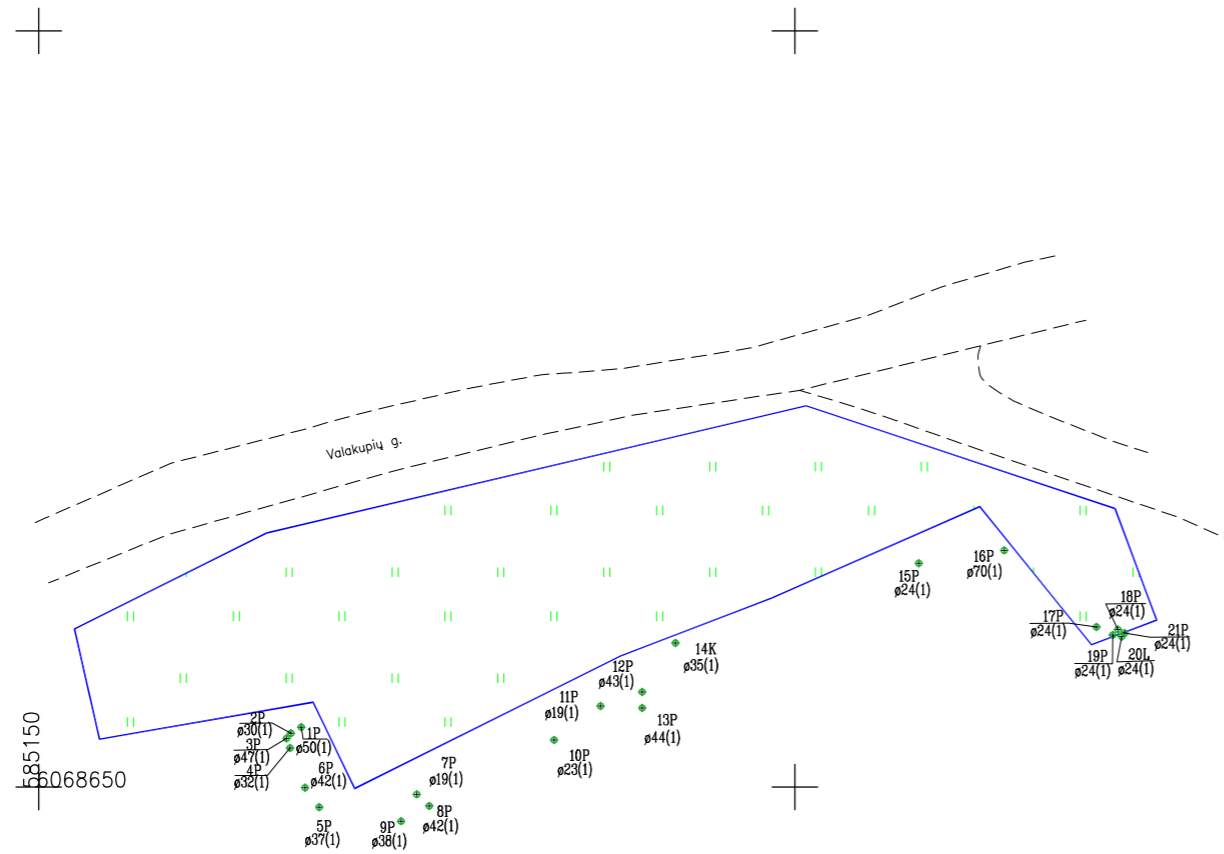 Valakupių g.
16P
ø70(1)
15P
ø24(1)
18P
ø24(1)
17P
ø24(1)
21P
ø24(1)
19P
ø24(1)
20L
ø24(1)
14K
ø35(1)
12P
ø43(1)
11P
ø19(1)
13P
ø44(1)
10P
ø23(1)
2P
ø30(1)
1P
ø50(1)
3P
ø47(1)
4P
ø32(1)
6P
ø42(1)
7P
ø19(1)
8P
ø42(1)
5P
ø37(1)
9P
ø38(1)
585150
6068650